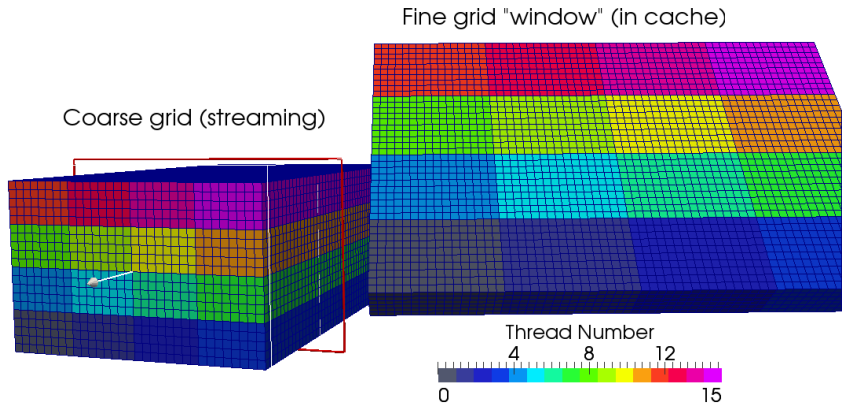 Fine grid "window" (in cache)
Coarse grid (streaming)
Thread Number
4 8 12
0 15